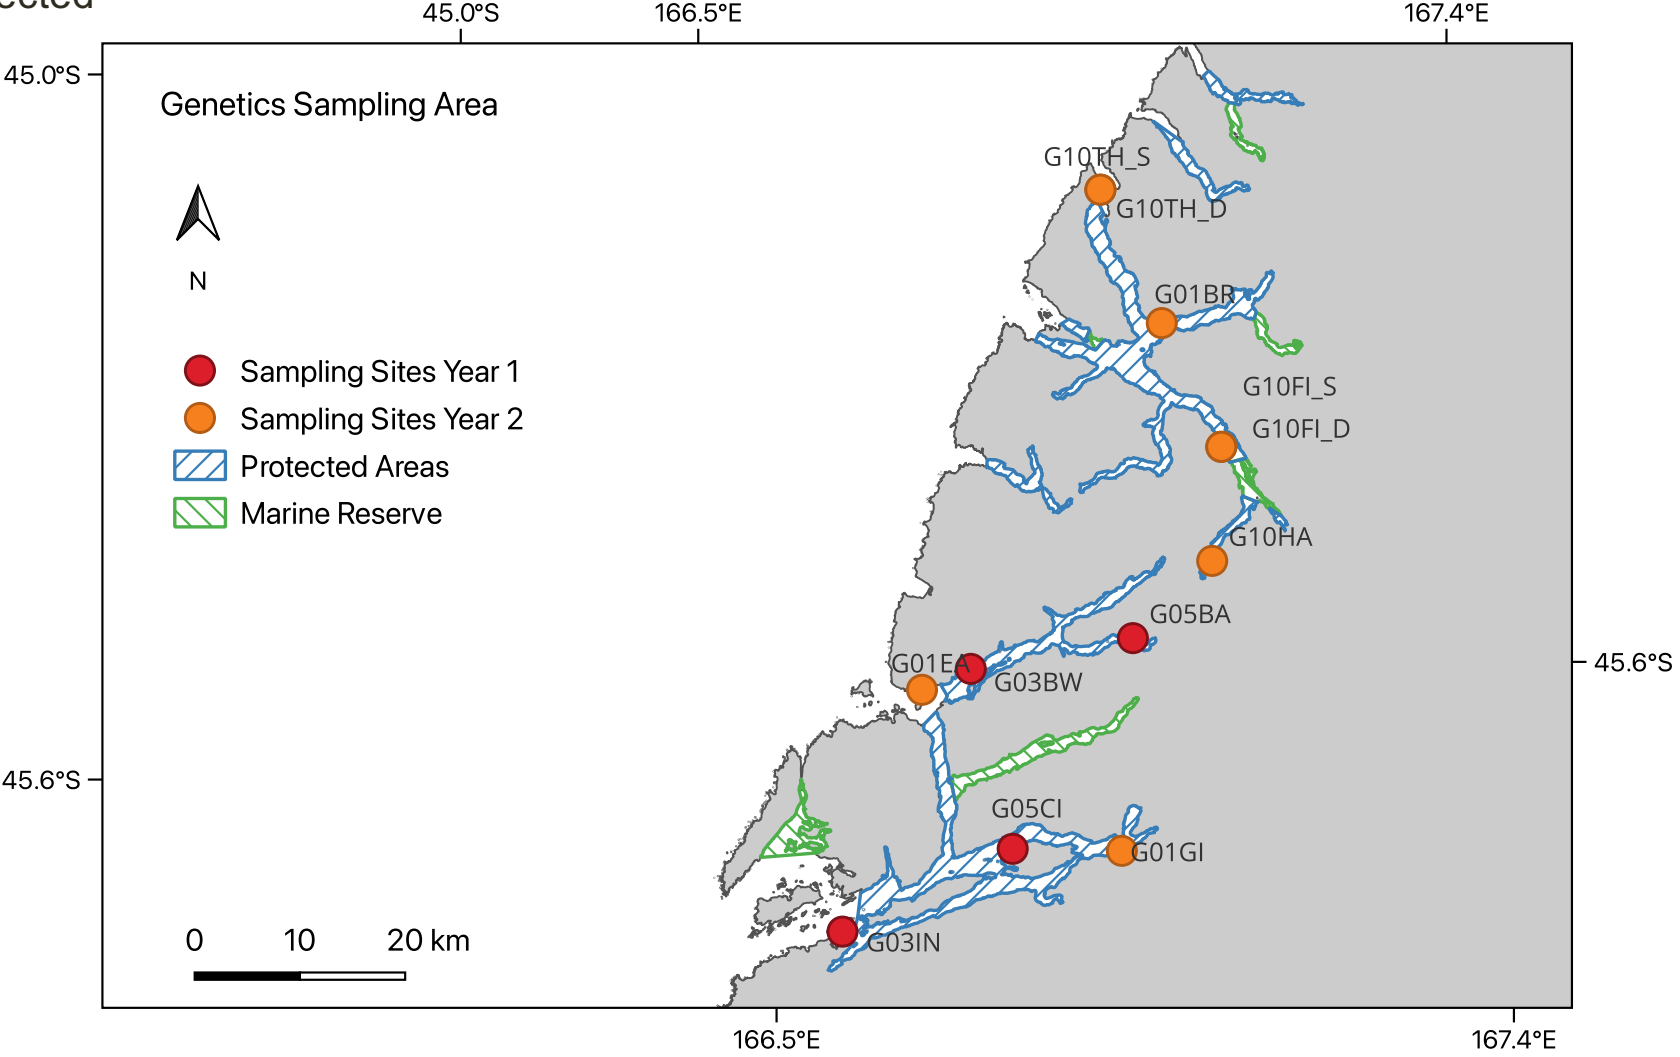 ected
45.0°S 166.5°E 167.4°E
45.0°S
Genetics Sampling Area
N
Sampling Sites Year 1
Sampling Sites Year 2
Protected Areas
Marine Reserve
G10TH_S
G10TH_D
G01BR
G10FI_S
G10FI_D
G10HA
G05BA
G01EA
G03BW
45.6°S
45.6°S
G05CI
G01GI
G03IN
0 10 20 km
166.5°E 167.4°E